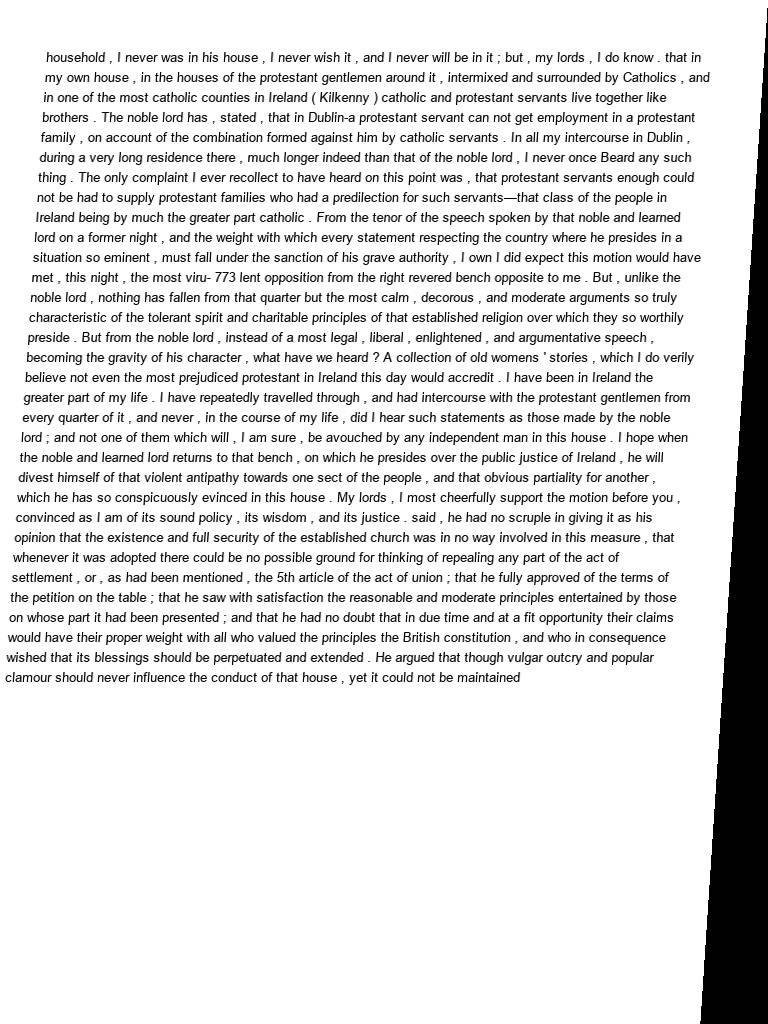 household , I never was in his house , I never wish it , and I never will be in it ; but , my lords , I do know . that in
my own house , in the houses of the protestant gentlemen around it , intermixed and surrounded by Catholics , and
in one of the most catholic counties in Ireland ( Kilkenny ) catholic and protestant servants live together like
brothers . The noble lord has , stated , that in Dublin-a protestant servant can not get employment in a protestant
family , on account of the combination formed against him by catholic servants . In all my intercourse in Dublin ,
during a very long residence there , much longer indeed than that of the noble lord , I never once Beard any such
thing . The only complaint I ever recollect to have heard on this point was , that protestant servants enough could
not be had to supply protestant families who had a predilection for such servants—that class of the people in
Ireland being by much the greater part catholic . From the tenor of the speech spoken by that noble and learned
lord on a former night , and the weight with which every statement respecting the country where he presides in a
situation so eminent , must fall under the sanction of his grave authority , I own I did expect this motion would have
met , this night , the most viru- 773 lent opposition from the right revered bench opposite to me . But , unlike the
noble lord , nothing has fallen from that quarter but the most calm , decorous , and moderate arguments so truly
characteristic of the tolerant spirit and charitable principles of that established religion over which they so worthily
preside . But from the noble lord , instead of a most legal , liberal , enlightened , and argumentative speech ,
becoming the gravity of his character , what have we heard ? A collection of old womens ' stories , which I do verily
believe not even the most prejudiced protestant in Ireland this day would accredit . I have been in Ireland the
greater part of my life . I have repeatedly travelled through , and had intercourse with the protestant gentlemen from
every quarter of it , and never , in the course of my life , did I hear such statements as those made by the noble
lord ; and not one of them which will , I am sure , be avouched by any independent man in this house . I hope when
the noble and learned lord returns to that bench , on which he presides over the public justice of Ireland , he will
divest himself of that violent antipathy towards one sect of the people , and that obvious partiality for another ,
which he has so conspicuously evinced in this house . My lords , I most cheerfully support the motion before you ,
convinced as I am of its sound policy , its wisdom , and its justice . said , he had no scruple in giving it as his
opinion that the existence and full security of the established church was in no way involved in this measure , that
whenever it was adopted there could be no possible ground for thinking of repealing any part of the act of
settlement , or , as had been mentioned , the 5th article of the act of union ; that he fully approved of the terms of
the petition on the table ; that he saw with satisfaction the reasonable and moderate principles entertained by those
on whose part it had been presented ; and that he had no doubt that in due time and at a fit opportunity their claims
would have their proper weight with all who valued the principles the British constitution , and who in consequence
wished that its blessings should be perpetuated and extended . He argued that though vulgar outcry and popular
clamour should never influence the conduct of that house , yet it could not be maintained